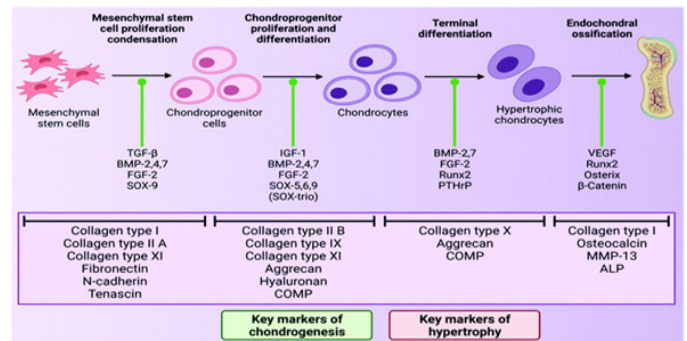 Mesenchymal stem
cell proliferation
condensation
Chondroprogenitor
proliferation and
differentiation
Terminal
differentiation
Endochondral
ossification
Mesenchymal
stem cells
Chondroprogenitor
cells
Chondrocytes
Hypertrophic
chondrocytes
TGF-β
BMP-2,4,7
FGF-2
SOX-9
IGF-1
BMP-2,4,7
FGF-2
SOX-5,6,9
(SOX-trio)
BMP-2,7
FGF-2
Runx2
PTHrP
VEGF
Runx2
Osterix
β-Catenin
Collagen type I
Collagen type II A
Collagen type XI
Fibronectin
N-cadherin
Tenascin
Collagen type II B
Collagen type IX
Collagen type XI
Aggrecan
Hyaluronan
COMP
Collagen type X
Aggrecan
COMP
Collagen type I
Osteocalcin
MMP-13
ALP
Key markers of
chondrogenesis
Key markers of
hypertrophy